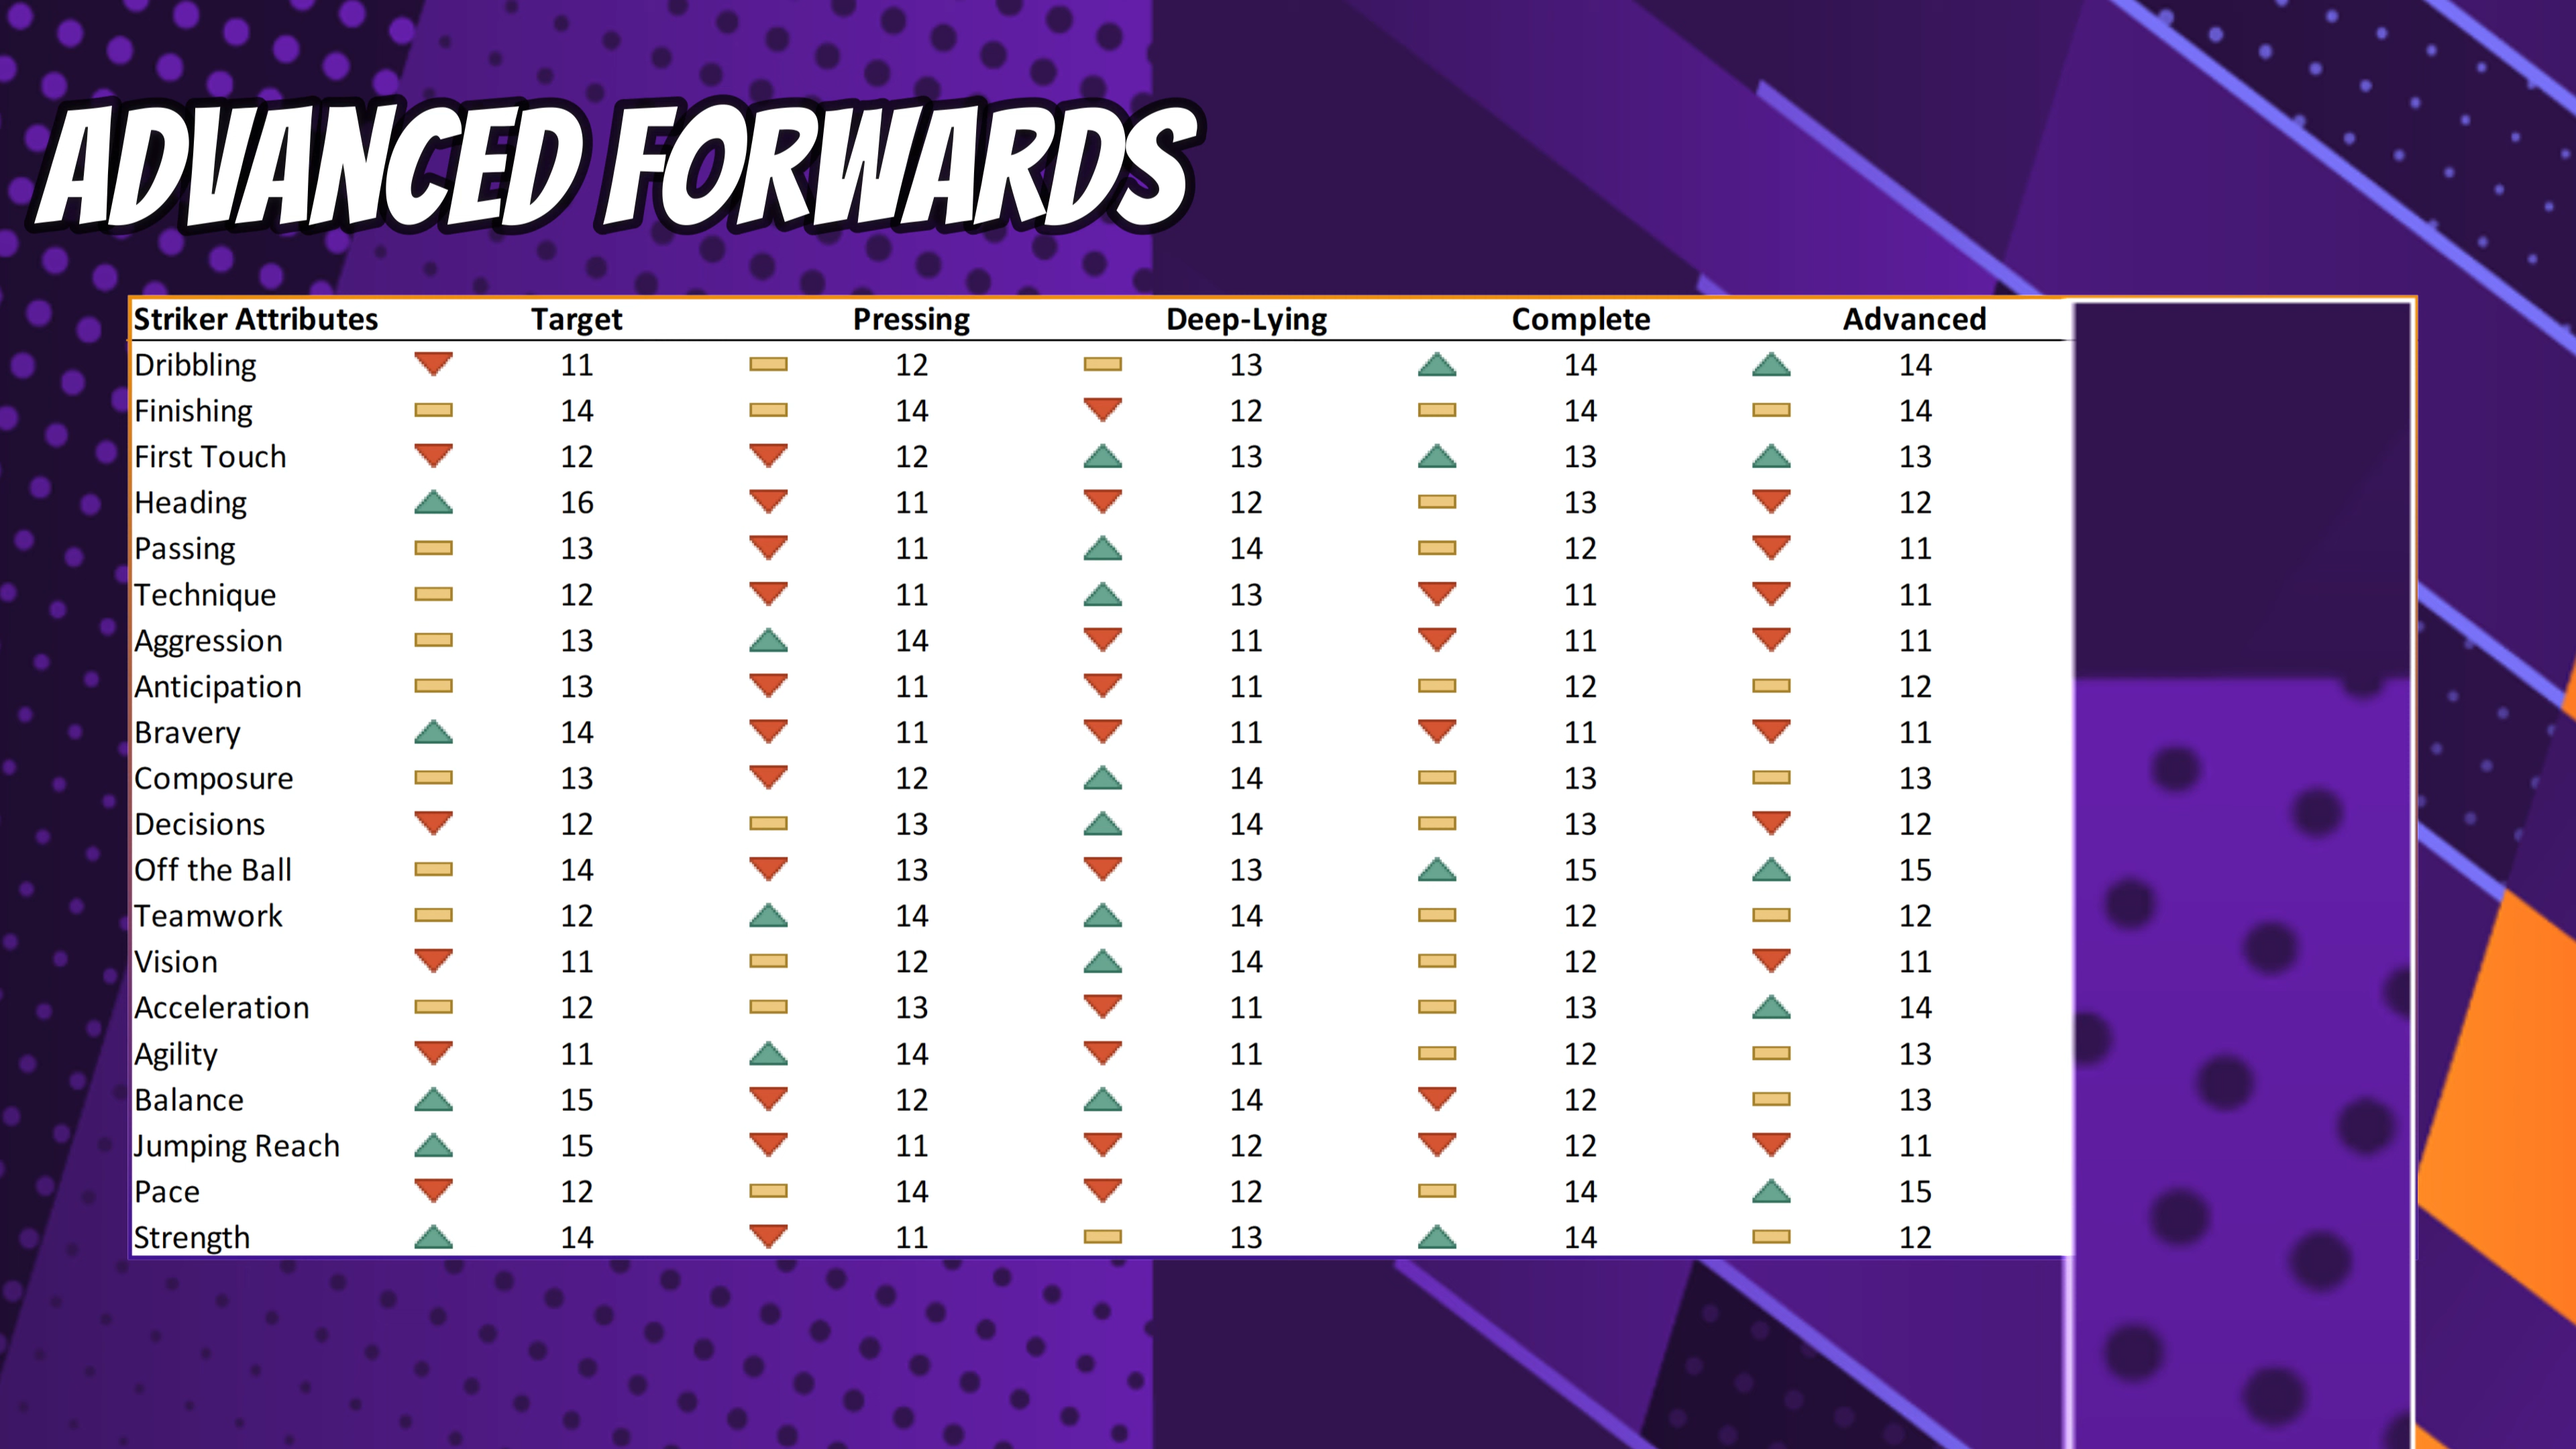 ADVANCED FORWARDS
Striker Attributes Target Pressing Deep-Lying Complete Advanced
Dribbling 11 12 13 14 14
Finishing 14 14 12 14 14
First Touch 12 12 13 13 13
Heading 16 11 12 13 12
Passing 13 11 14 12 11
Technique 12 11 13 11 11
Aggression 13 14 11 11 11
Anticipation 13 11 11 12 12
Bravery 14 11 11 11 11
Composure 13 12 14 13 13
Decisions 12 13 14 13 12
Off the Ball 14 13 13 15 15
Teamwork 12 14 14 12 12
Vision 11 12 14 12 11
Acceleration 12 13 11 13 14
Agility 11 14 11 12 13
Balance 15 12 14 12 13
Jumping Reach 15 11 12 12 11
Pace 12 14 12 14 15
Strength 14 11 13 14 12